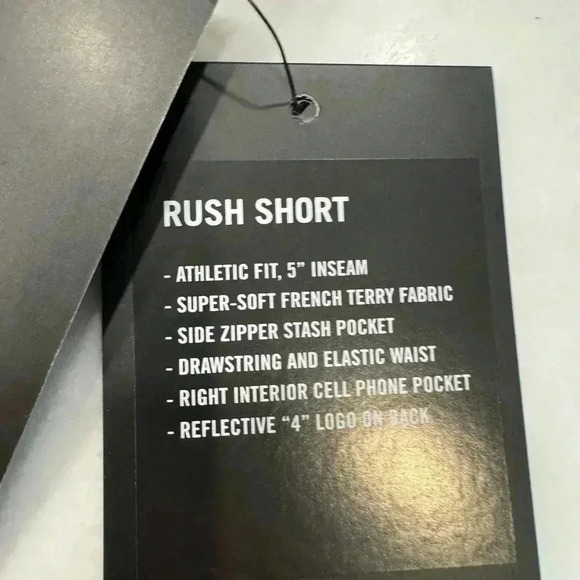 RUSH SHORT
- ATHLETIC FIT, 5” INSEAM
- SUPER-SOFT FRENCH TERRY FABRIC
- SIDE ZIPPER STASH POCKET
- DRAWSTRING AND ELASTIC WAIST
- RIGHT INTERIOR CELL PHONE POCKET
- REFLECTIVE “4” LOGO ON BACK